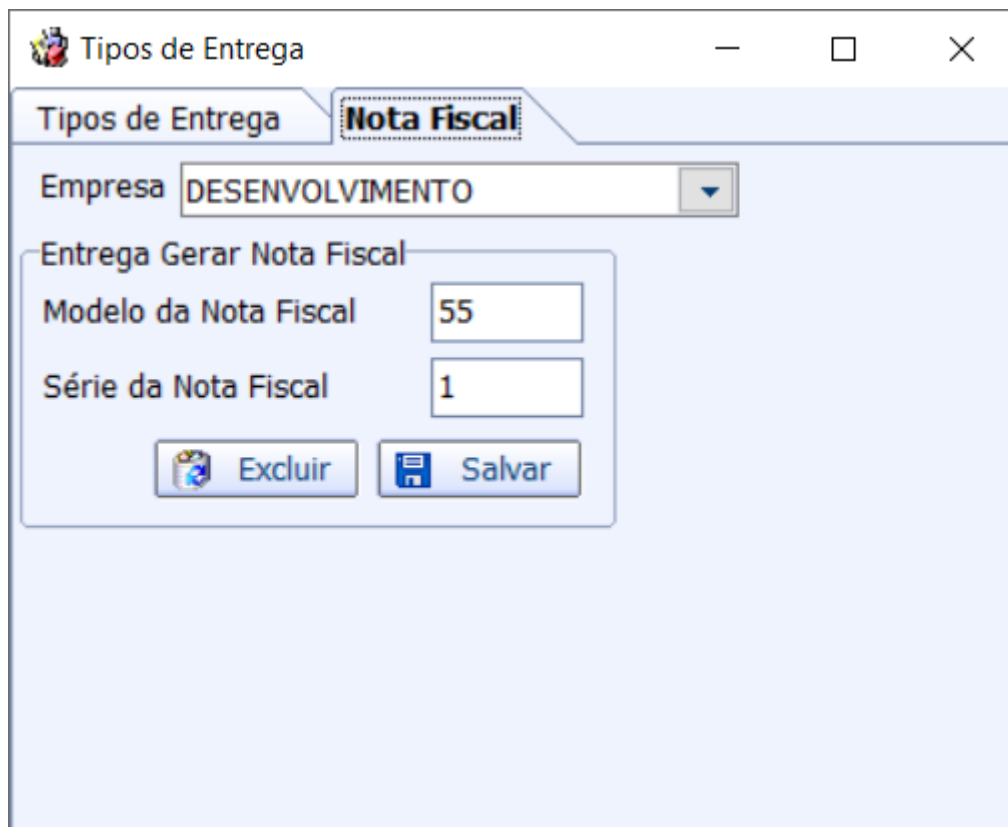 Tipos de Entrega
Tipos de Entrega Nota Fiscal
Empresa DESENVOLVIMENTO
Entrega Gerar Nota Fiscal
Modelo da Nota Fiscal 55
Série da Nota Fiscal 1
Excluir Salvar